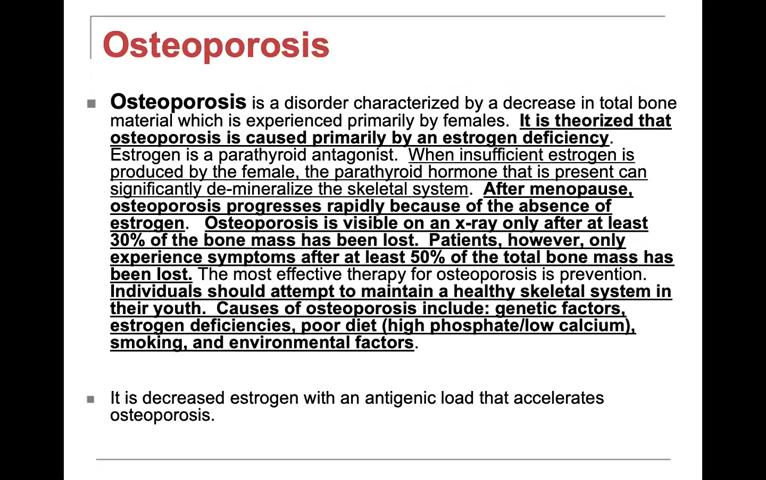 Osteoporosis
Osteoporosis is a disorder characterized by a decrease in total bone
material which is experienced primarily by females. It is theorized that
osteoporosis is caused primarily by an estrogen deficiency.
Estrogen is a parathyroid antagonist. When insufficient estrogen is
produced by the female, the parathyroid hormone that is present can
significantly de-mineralize the skeletal system. After menopause,
osteoporosis progresses rapidly because of the absence of
estrogen. Osteoporosis is visible on an x-ray only after at least
30% of the bone mass has been lost. Patients, however, only
experience symptoms after at least 50% of the total bone mass has
been lost. The most effective therapy for osteoporosis is prevention.
Individuals should attempt to maintain a healthy skeletal system in
their youth. Causes of osteoporosis include: genetic factors,
estrogen deficiencies, poor diet (high phosphate/low calcium),
smoking, and environmental factors.
It is decreased estrogen with an antigenic load that accelerates
osteoporosis.